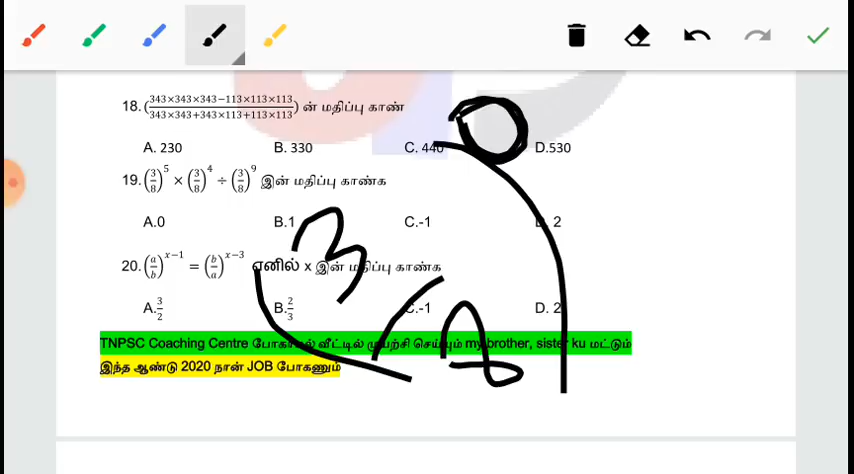 18. (343×343×343−113×113×113 / 343×343+343×113+113×113) ன் மதிப்பு காண்
A. 230 B. 330 C. 440 D.530
19. (3/8)^5 × (3/8)^4 ÷ (3/8)^9 இன் மதிப்பு காண்க
A.0 B.1 C.-1 D. 2
20. (a/b)^x−1 = (b/a)^x−3 எனில் x இன் மதிப்பு காண்க
A.3/2 B.2/3 C.-1 D. 2
TNPSC Coaching Centre போகாமல் வீட்டில் முயற்சி செய்யும் my brother, sister ku மட்டும்
இந்த ஆண்டு 2020 நான் JOB போகணும்
(3/8)^0